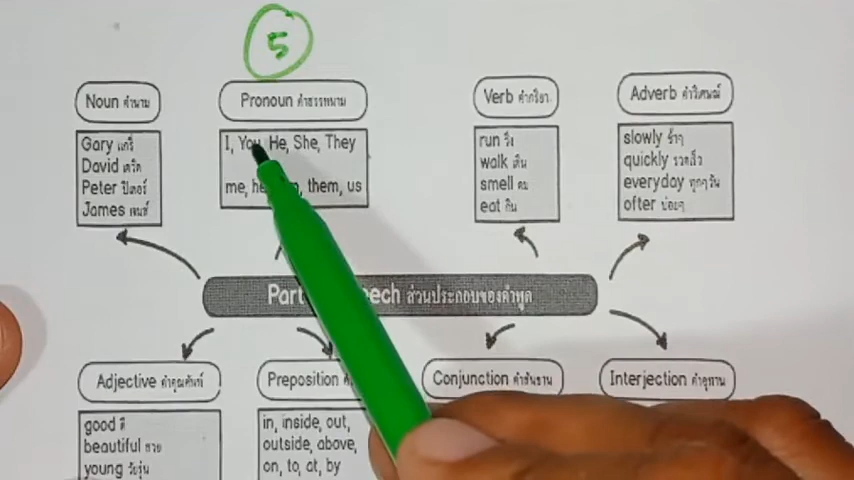 5
Noun คำนาม
Gary แกรี่
David เดวิด
Peter ปีเตอร์
James เจมส์
Pronoun คำสรรพนาม
I, You, He, She, They
me, them, us
Verb คำกริยา
run วิ่ง
walk เดิน
smell ดม
eat กิน
Adverb คำวิเศษณ์
slowly ช้าๆ
quickly รวดเร็ว
everyday ทุกๆวัน
ofter บ่อยๆ
ส่วนประกอบของคำพูด
Adjective คำคุณศัพท์
good ดี
beautiful สวย
young วัยรุ่น
Preposition
in, inside, out,
outside, above,
on, to, at, by
Conjunction คำสันธาน
Interjection คำอุทาน